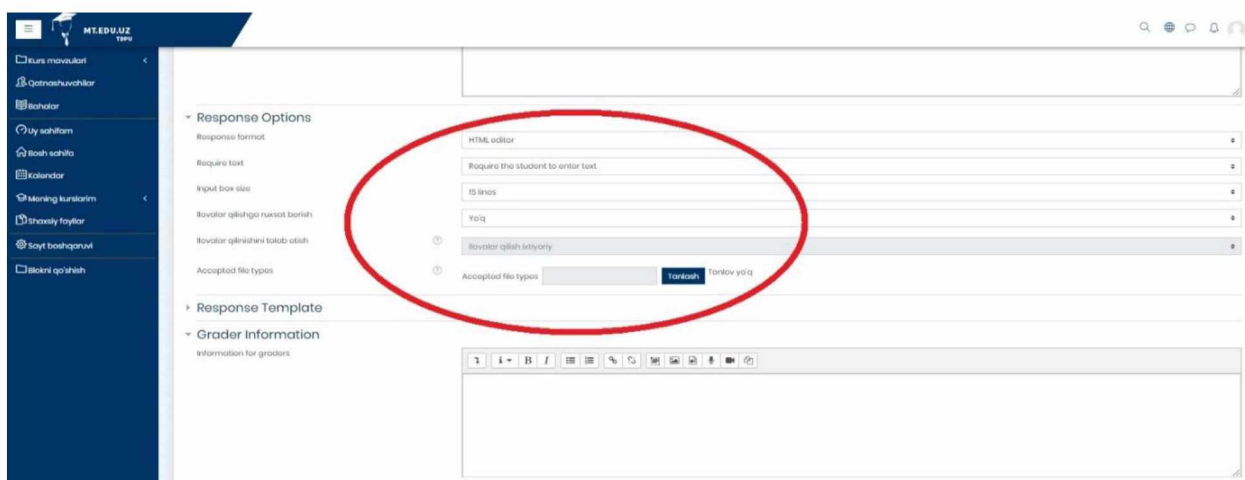 MT.EDU.UZ
TDPU
Kurs mavzulari
Qatnashuvchilar
Baholar
Uy sahifam
Bosh sahifa
Kalendar
Mening kurslarim
Shaxsiy fayllar
Sayt boshqaruvi
Blokni qo'shish
Response Options
Response format
HTML editor
Require text
Require the student to enter text
Input box size
15 lines
Ilovalar qilishga ruxsat berish
Yo'q
Ilovalar qilinishini talab etish
Ilovalar qilish ixtiyoriy
Accepted file types
Accepted file types Tanlash Tanlov yo'q
Response Template
Grader Information
Information for graders
B I